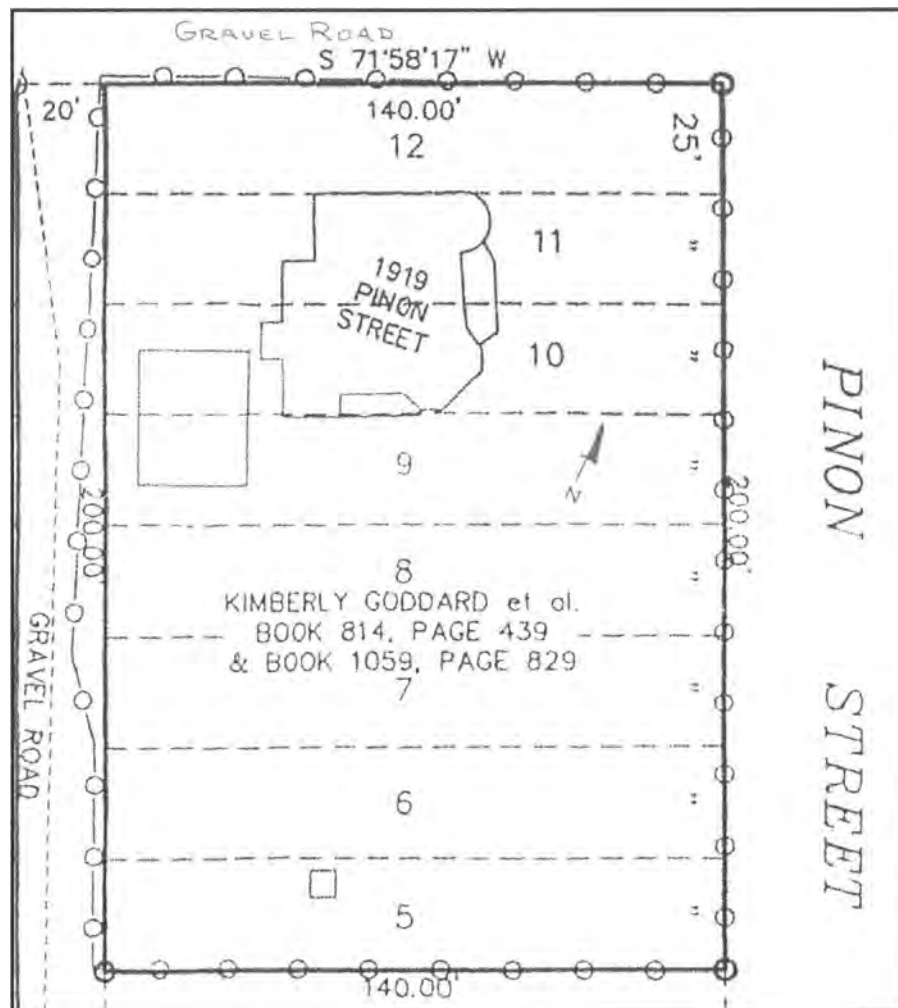 GRAVEL ROAD
S 71°58'17" W
20'
140.00'
25'
12
11
"
1919
PINON
STREET
10
"
9
N
"
200.00'
200.00'
8
"
KIMBERLY GODDARD et al.
BOOK 814, PAGE 439
& BOOK 1059, PAGE 829
7
"
GRAVEL ROAD
6
"
5
"
140.00'
PINON STREET